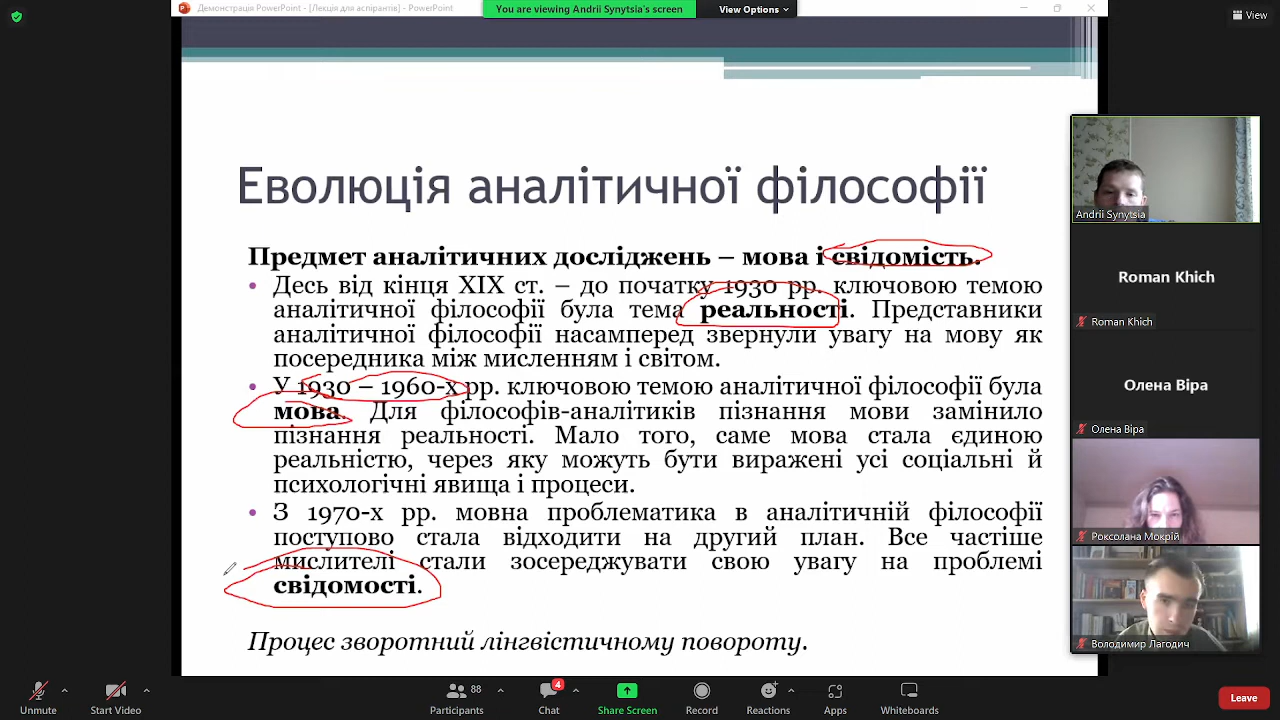 Демонстрація PowerPoint - [Лекція для аспірантів] - PowerPoint
You are viewing Andrii Synytsia's screen
View Options
View
Еволюція аналітичної філософії
Предмет аналітичних досліджень – мова і свідомість.
• Десь від кінця XIX ст. – до початку 1930 рр. ключовою темою
аналітичної філософії була тема реальності. Представники
аналітичної філософії насамперед звернули увагу на мову як
посередника між мисленням і світом.
• У 1930 – 1960-х рр. ключовою темою аналітичної філософії була
мова. Для філософів-аналітиків пізнання мови замінило
пізнання реальності. Мало того, саме мова стала єдиною
реальністю, через яку можуть бути виражені усі соціальні й
психологічні явища і процеси.
• З 1970-х рр. мовна проблематика в аналітичній філософії
поступово стала відходити на другий план. Все частіше
мислителі стали зосереджувати свою увагу на проблемі
свідомості.
Процес зворотний лінгвістичному повороту.
Andrii Synytsia
Roman Khich
Roman Khich
Олена Віра
Олена Віра
Роксолана Мокрій
Володимир Лагодич
Unmute
Start Video
88
Participants
4
Chat
Share Screen
Record
Reactions
Apps
Whiteboards
Leave